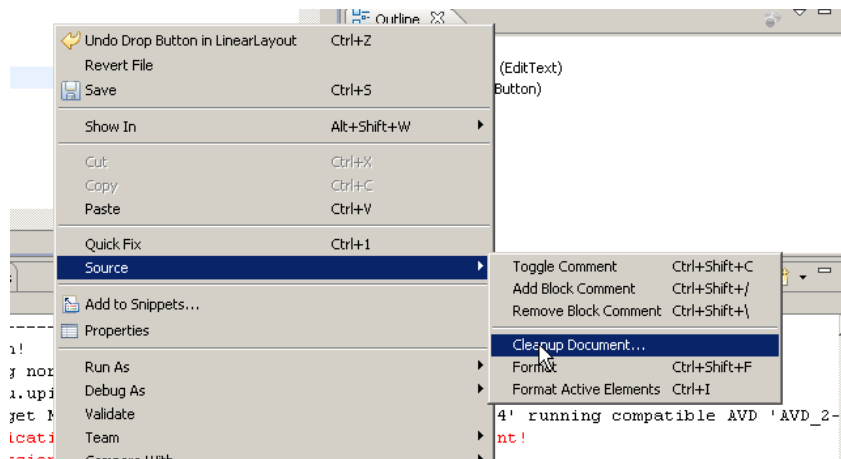 Outline
Undo Drop Button in LinearLayout Ctrl+Z
Revert File
(EditText)
Save Ctrl+S
Button)
Show In Alt+Shift+W
Cut Ctrl+X
Copy Ctrl+C
Paste Ctrl+V
Quick Fix Ctrl+1
Source
Toggle Comment Ctrl+Shift+C
Add Block Comment Ctrl+Shift+/
Remove Block Comment Ctrl+Shift+\
Cleanup Document...
Format Ctrl+Shift+F
Format Active Elements Ctrl+I
Add to Snippets...
Properties
Run As
Debug As
Validate
4' running compatible AVD 'AVD_2-
Team
nt!
Compare With